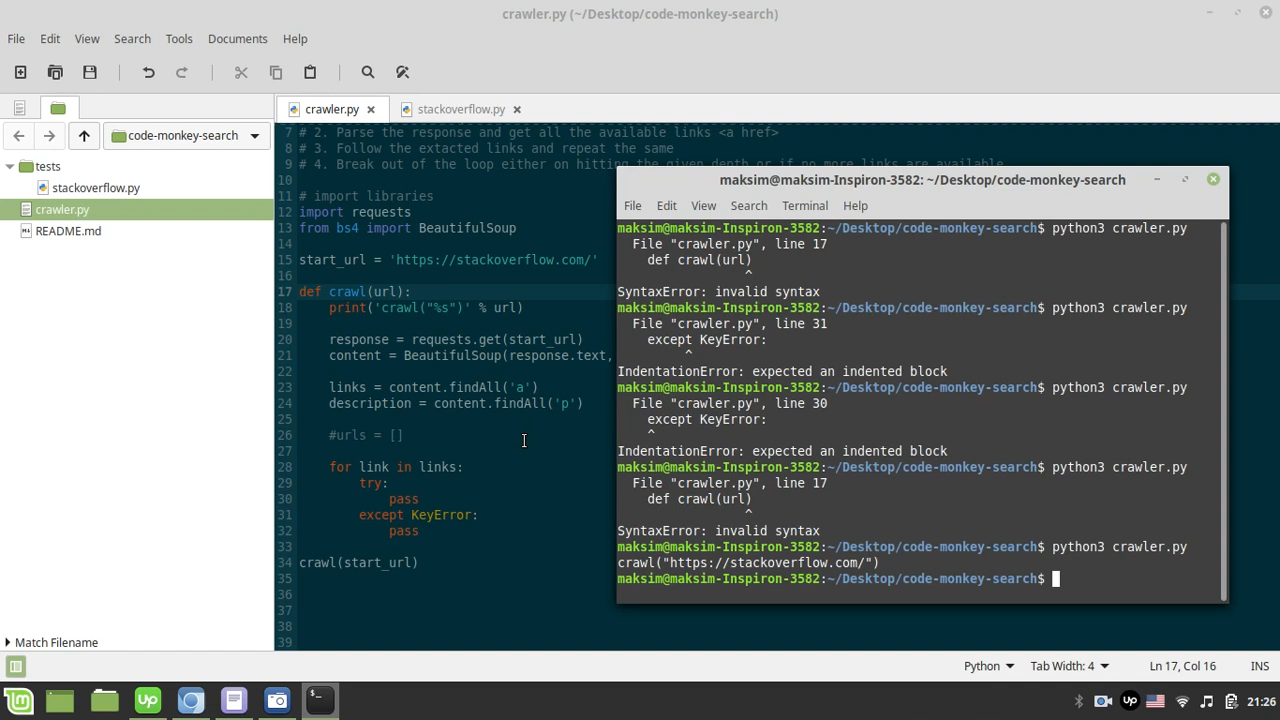 crawler.py (~/Desktop/code-monkey-search)
File Edit View Search Tools Documents Help
crawler.py
stackoverflow.py
code-monkey-search
tests
stackoverflow.py
crawler.py
README.md
Match Filename
7 # 2. Parse the response and get all the available links <a href>
8 # 3. Follow the extacted links and repeat the same
9 # 4. Break out of the loop either on hitting the given depth or if no more links are available
10
11 # import libraries
12 import requests
13 from bs4 import BeautifulSoup
14
15 start_url = 'https://stackoverflow.com/'
16
17 def crawl(url):
18     print('crawl("%s")' % url)
19
20     response = requests.get(start_url)
21     content = BeautifulSoup(response.text,
22
23     links = content.findAll('a')
24     description = content.findAll('p')
25
26     #urls = []
27
28     for link in links:
29         try:
30             pass
31         except KeyError:
32             pass
33
34 crawl(start_url)
35
36
37
38
39
maksim@maksim-Inspiron-3582: ~/Desktop/code-monkey-search
File Edit View Search Terminal Help
maksim@maksim-Inspiron-3582:~/Desktop/code-monkey-search$ python3 crawler.py
  File "crawler.py", line 17
    def crawl(url)
                 ^
SyntaxError: invalid syntax
maksim@maksim-Inspiron-3582:~/Desktop/code-monkey-search$ python3 crawler.py
  File "crawler.py", line 31
    except KeyError:
         ^
IndentationError: expected an indented block
maksim@maksim-Inspiron-3582:~/Desktop/code-monkey-search$ python3 crawler.py
  File "crawler.py", line 30
    except KeyError:
    ^
IndentationError: expected an indented block
maksim@maksim-Inspiron-3582:~/Desktop/code-monkey-search$ python3 crawler.py
  File "crawler.py", line 17
    def crawl(url)
                 ^
SyntaxError: invalid syntax
maksim@maksim-Inspiron-3582:~/Desktop/code-monkey-search$ python3 crawler.py
crawl("https://stackoverflow.com/")
maksim@maksim-Inspiron-3582:~/Desktop/code-monkey-search$
Python Tab Width: 4 Ln 17, Col 16 INS
up
up 21:26